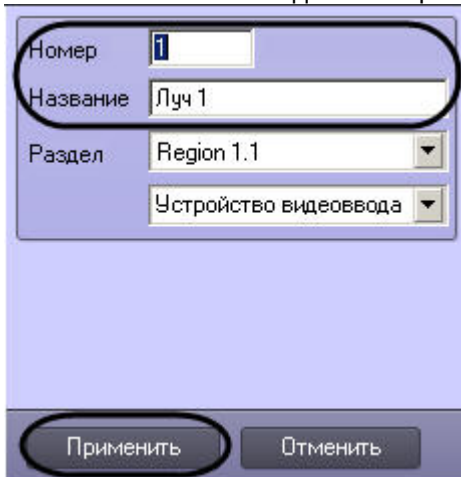 Номер 1
Название Луч 1
Раздел Region 1.1
Устройство видеоввода
Применить Отменить